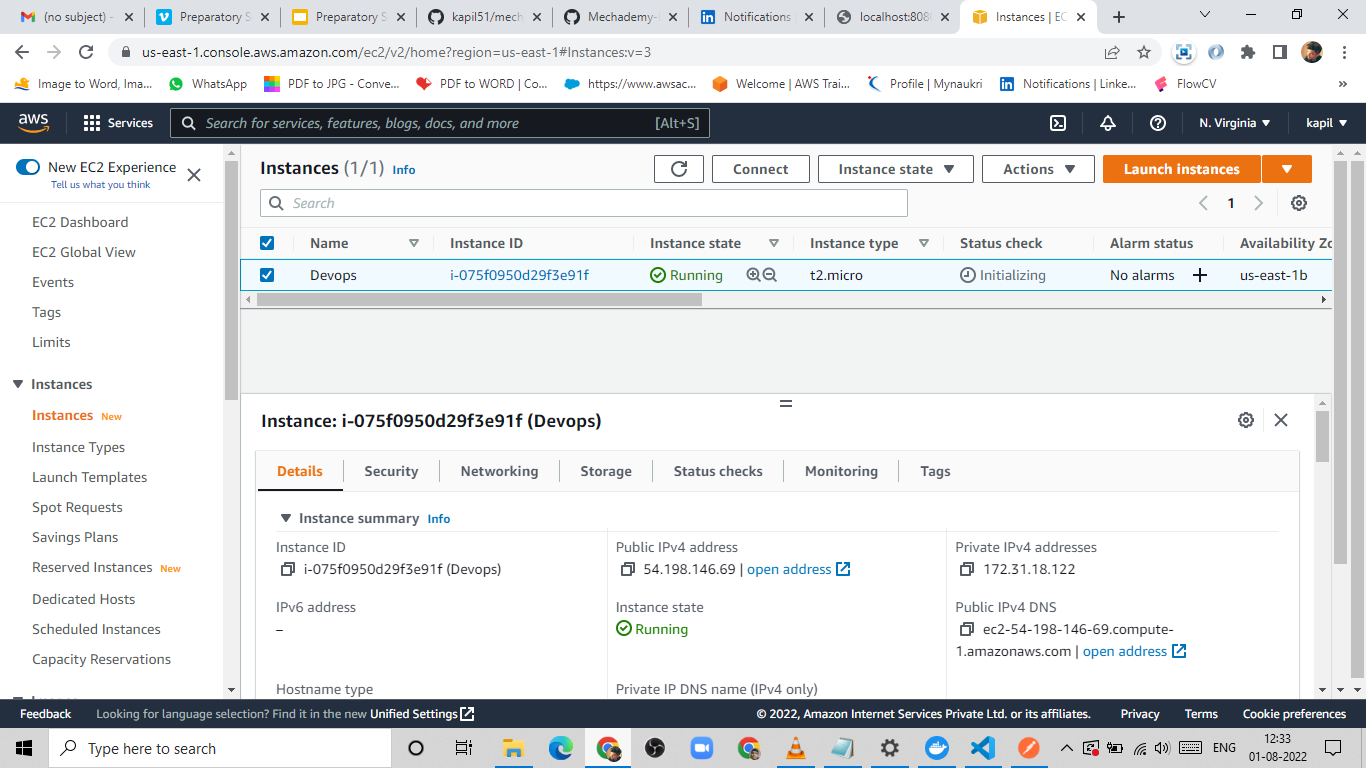 (no subject) -
Preparatory S
Preparatory S
kapil51/mech
Mechademy-
Notifications
localhost:808
Instances | EC
us-east-1.console.aws.amazon.com/ec2/v2/home?region=us-east-1#Instances:v=3
Image to Word, Ima...
WhatsApp
PDF to JPG - Conve...
PDF to WORD | Co...
https://www.awsac...
Welcome | AWS Trai...
Profile | Mynaukri
Notifications | Linke...
FlowCV
»
aws
Services
Search for services, features, blogs, docs, and more
[Alt+S]
N. Virginia
kapil
New EC2 Experience
Tell us what you think
EC2 Dashboard
EC2 Global View
Events
Tags
Limits
Instances
Instances New
Instance Types
Launch Templates
Spot Requests
Savings Plans
Reserved Instances New
Dedicated Hosts
Scheduled Instances
Capacity Reservations
Instances (1/1) Info
Connect
Instance state
Actions
Launch instances
Search
1
Name
Instance ID
Instance state
Instance type
Status check
Alarm status
Availability Zo
Devops
i-075f0950d29f3e91f
Running
t2.micro
Initializing
No alarms
us-east-1b
Instance: i-075f0950d29f3e91f (Devops)
Details
Security
Networking
Storage
Status checks
Monitoring
Tags
Instance summary Info
Instance ID
i-075f0950d29f3e91f (Devops)
Public IPv4 address
54.198.146.69 | open address
Private IPv4 addresses
172.31.18.122
IPv6 address
–
Instance state
Running
Public IPv4 DNS
ec2-54-198-146-69.compute-
1.amazonaws.com | open address
Hostname type
Private IP DNS name (IPv4 only)
Feedback
Looking for language selection? Find it in the new Unified Settings
© 2022, Amazon Internet Services Private Ltd. or its affiliates.
Privacy
Terms
Cookie preferences
Type here to search
ENG
12:33
01-08-2022